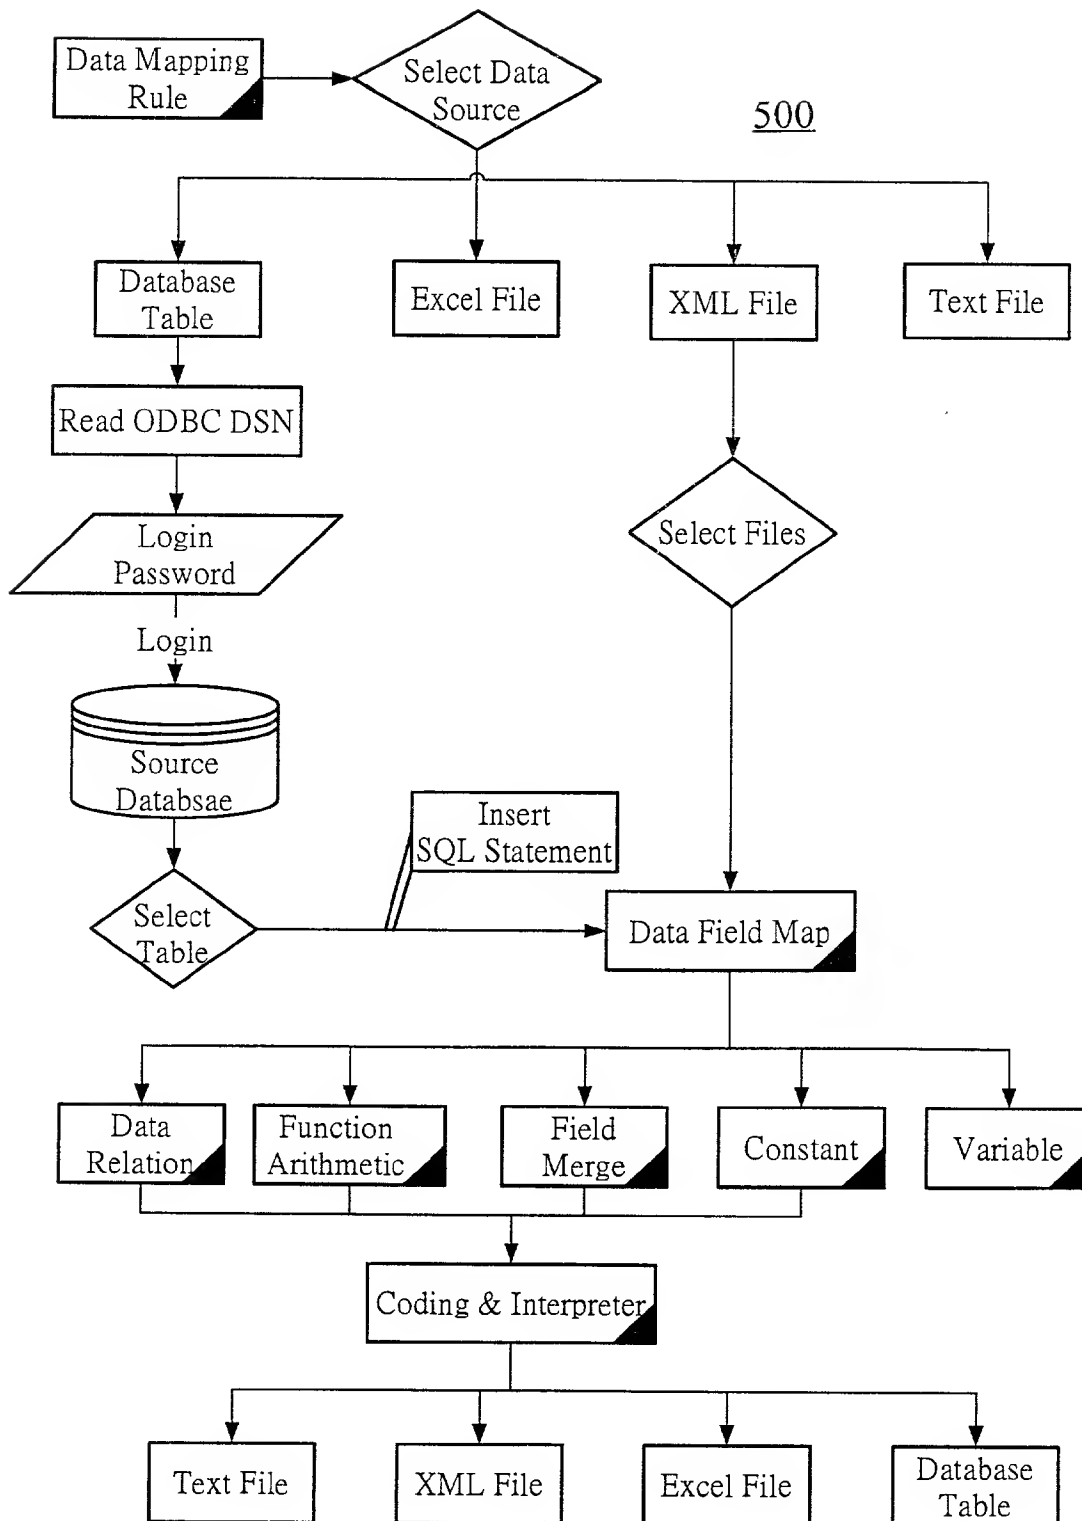 Data Mapping
Rule
Select Data
Source
500
Database
Table
Excel File
XML File
Text File
Read ODBC DSN
Login
Password
Select Files
Login
Source
Databsae
Insert
SQL Statement
Select
Table
Data Field Map
Data
Relation
Function
Arithmetic
Field
Merge
Constant
Variable
Coding & Interpreter
Text File
XML File
Excel File
Database
Table